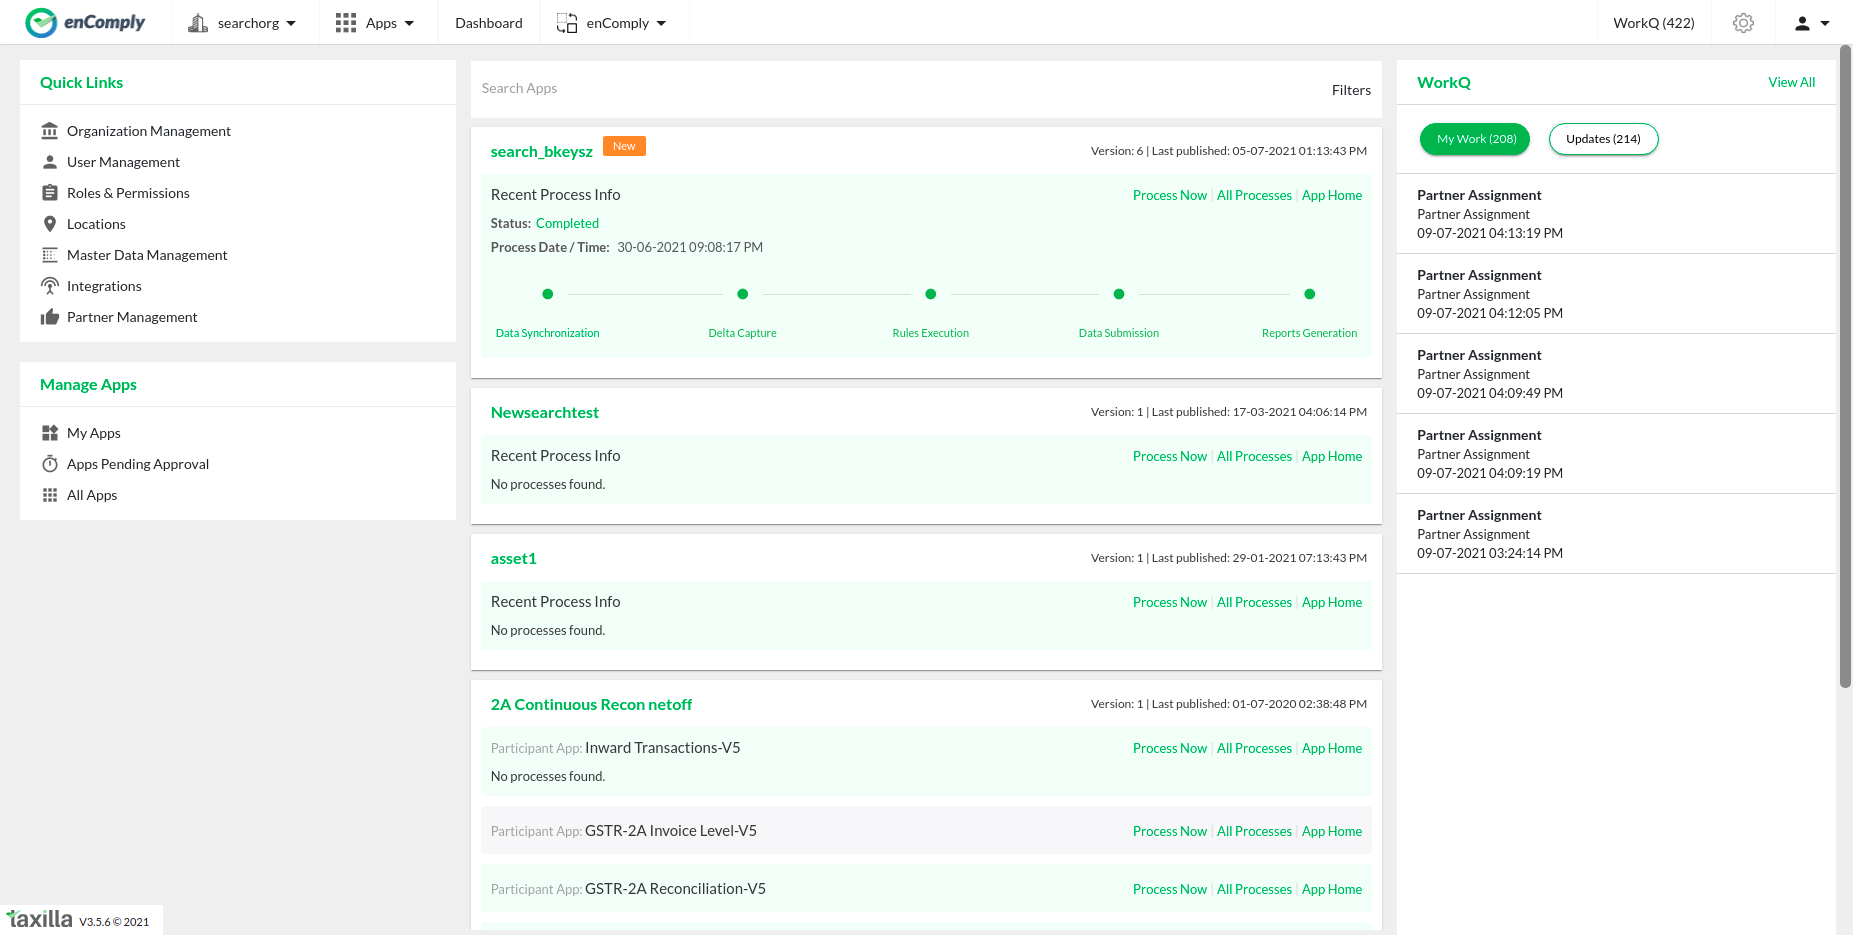 enComply
searchorg
Apps
Dashboard
enComply
WorkQ (422)
Quick Links
Organization Management
User Management
Roles & Permissions
Locations
Master Data Management
Integrations
Partner Management
Manage Apps
My Apps
Apps Pending Approval
All Apps
Search Apps
Filters
search_bkeysz New
Version: 6 | Last published: 05-07-2021 01:13:43 PM
Recent Process Info
Process Now | All Processes | App Home
Status: Completed
Process Date / Time: 30-06-2021 09:08:17 PM
Data Synchronization
Delta Capture
Rules Execution
Data Submission
Reports Generation
Newsearchtest
Version: 1 | Last published: 17-03-2021 04:06:14 PM
Recent Process Info
Process Now | All Processes | App Home
No processes found.
asset1
Version: 1 | Last published: 29-01-2021 07:13:43 PM
Recent Process Info
Process Now | All Processes | App Home
No processes found.
2A Continuous Recon netoff
Version: 1 | Last published: 01-07-2020 02:38:48 PM
Participant App: Inward Transactions-V5
Process Now | All Processes | App Home
No processes found.
Participant App: GSTR-2A Invoice Level-V5
Process Now | All Processes | App Home
Participant App: GSTR-2A Reconciliation-V5
Process Now | All Processes | App Home
WorkQ
View All
My Work (208)
Updates (214)
Partner Assignment
Partner Assignment
09-07-2021 04:13:19 PM
Partner Assignment
Partner Assignment
09-07-2021 04:12:05 PM
Partner Assignment
Partner Assignment
09-07-2021 04:09:49 PM
Partner Assignment
Partner Assignment
09-07-2021 04:09:19 PM
Partner Assignment
Partner Assignment
09-07-2021 03:24:14 PM
taxilla V3.5.6 © 2021